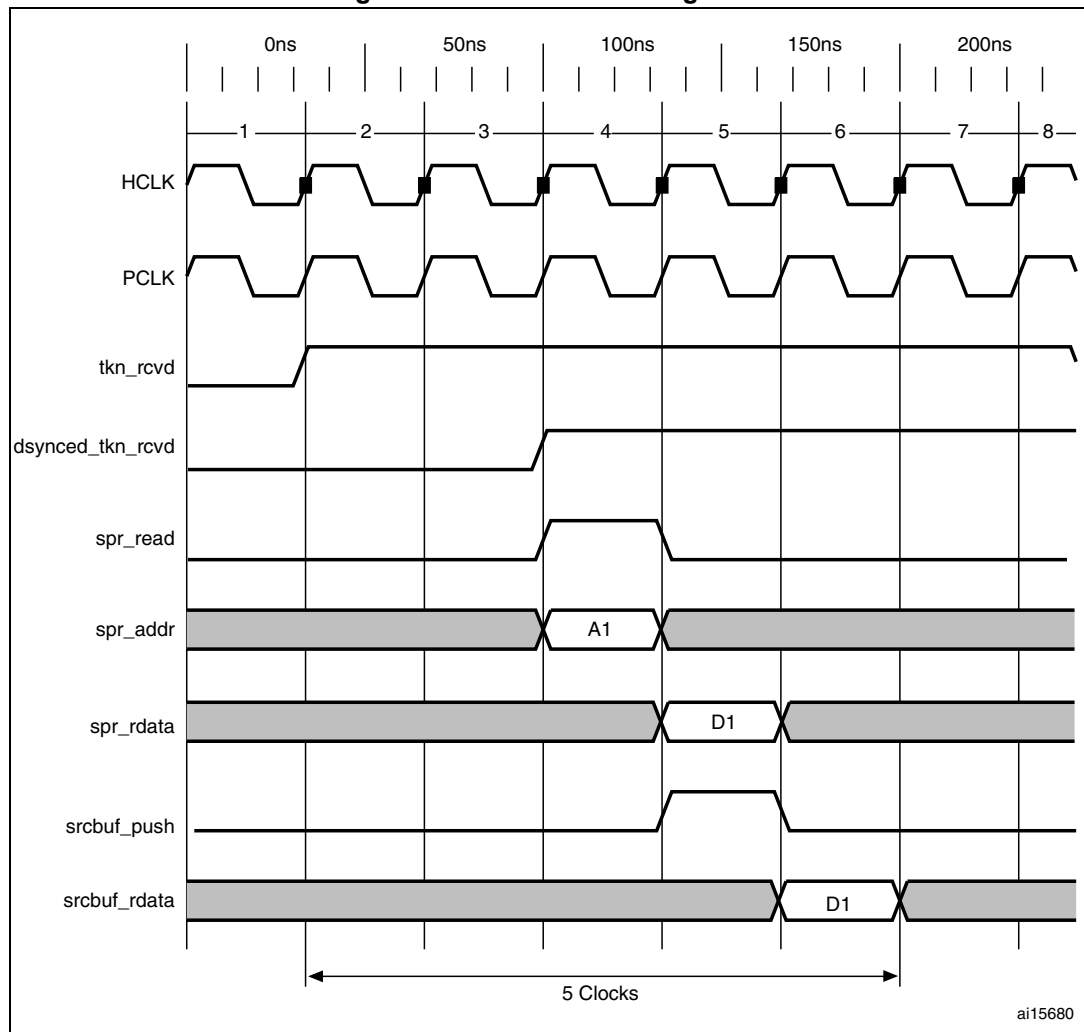 0ns 50ns 100ns 150ns 200ns
1 2 3 4 5 6 7 8
HCLK
PCLK
tkn_rcvd
dsynced_tkn_rcvd
spr_read
spr_addr A1
spr_rdata D1
srcbuf_push
srcbuf_rdata D1
5 Clocks
ai15680